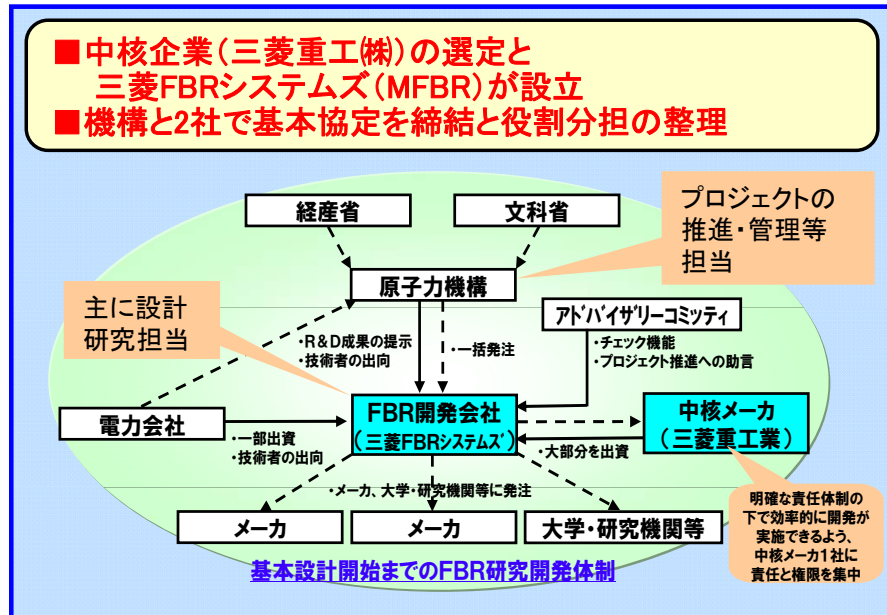 ■中核企業(三菱重工㈱)の選定と
三菱FBRシステムズ(MFBR)が設立
■機構と2社で基本協定を締結と役割分担の整理
プロジェクトの
推進・管理等
担当
経産省
文科省
原子力機構
主に設計
研究担当
アドバイザリーコミッティ
・R&D成果の提示
・技術者の出向
・一括発注
・チェック機能
・プロジェクト推進への助言
電力会社
・一部出資
・技術者の出向
FBR開発会社
(三菱FBRシステムズ)
中核メーカ
(三菱重工業)
・大部分を出資
・メーカ、大学・研究機関等に発注
メーカ
メーカ
大学・研究機関等
明確な責任体制の
下で効率的に開発が
実施できるよう、
中核メーカ1社に
責任と権限を集中
基本設計開始までのFBR研究開発体制